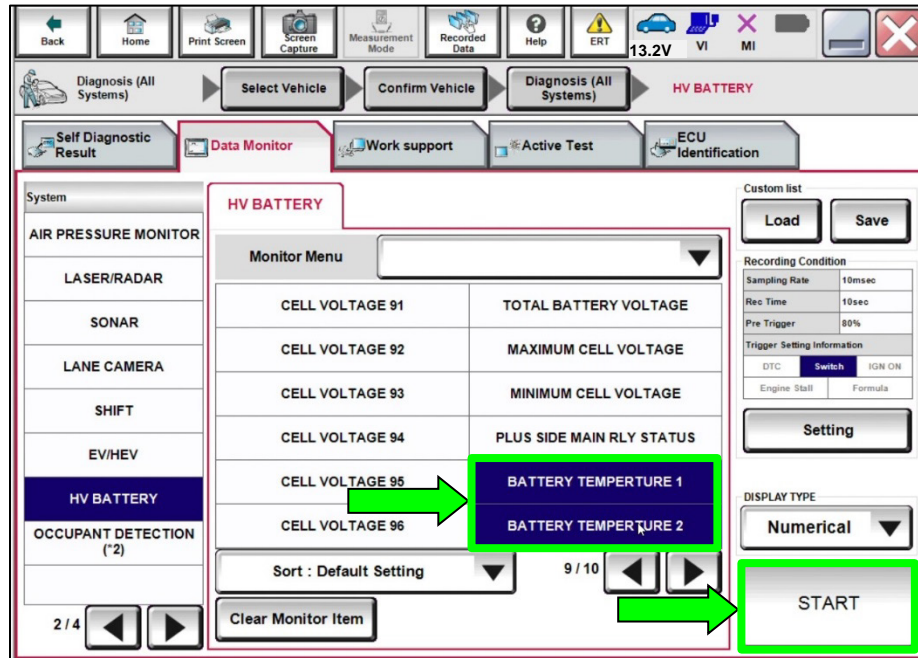 Back
Home
Print Screen
Screen
Capture
Measurement
Mode
Recorded
Data
Help
ERT
13.2V
VI
MI
Diagnosis (All
Systems)
Select Vehicle
Confirm Vehicle
Diagnosis (All
Systems)
HV BATTERY
Self Diagnostic
Result
Data Monitor
Work support
Active Test
ECU
Identification
System
AIR PRESSURE MONITOR
LASER/RADAR
SONAR
LANE CAMERA
SHIFT
EV/HEV
HV BATTERY
OCCUPANT DETECTION
(*2)
2 / 4
HV BATTERY
Monitor Menu
CELL VOLTAGE 91
TOTAL BATTERY VOLTAGE
CELL VOLTAGE 92
MAXIMUM CELL VOLTAGE
CELL VOLTAGE 93
MINIMUM CELL VOLTAGE
CELL VOLTAGE 94
PLUS SIDE MAIN RLY STATUS
CELL VOLTAGE 95
BATTERY TEMPERTURE 1
CELL VOLTAGE 96
BATTERY TEMPERTURE 2
Sort : Default Setting
9 / 10
Clear Monitor Item
Custom list
Load
Save
Recording Condition
Sampling Rate
10msec
Rec Time
10sec
Pre Trigger
80%
Trigger Setting Information
DTC
Switch
IGN ON
Engine Stall
Formula
Setting
DISPLAY TYPE
Numerical
START